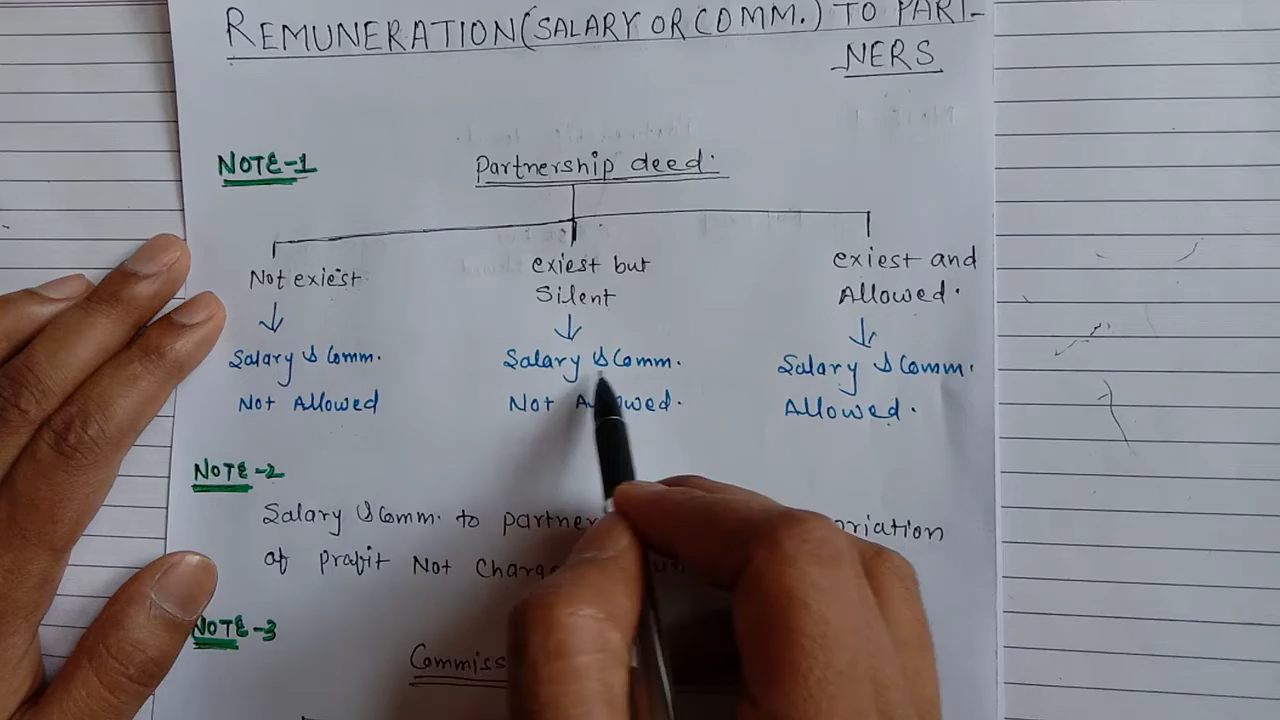 REMUNERATION(SALARY OR COMM.) TO PART-
NERS
NOTE-1
Partnership deed.
Not exiest
exiest but
Silent
exiest and
Allowed.
Salary & Comm.
Not Allowed
Salary & Comm.
Not Allowed.
Salary & Comm.
Allowed.
NOTE-2
Salary & Comm. to
of profit Not
NOTE-3